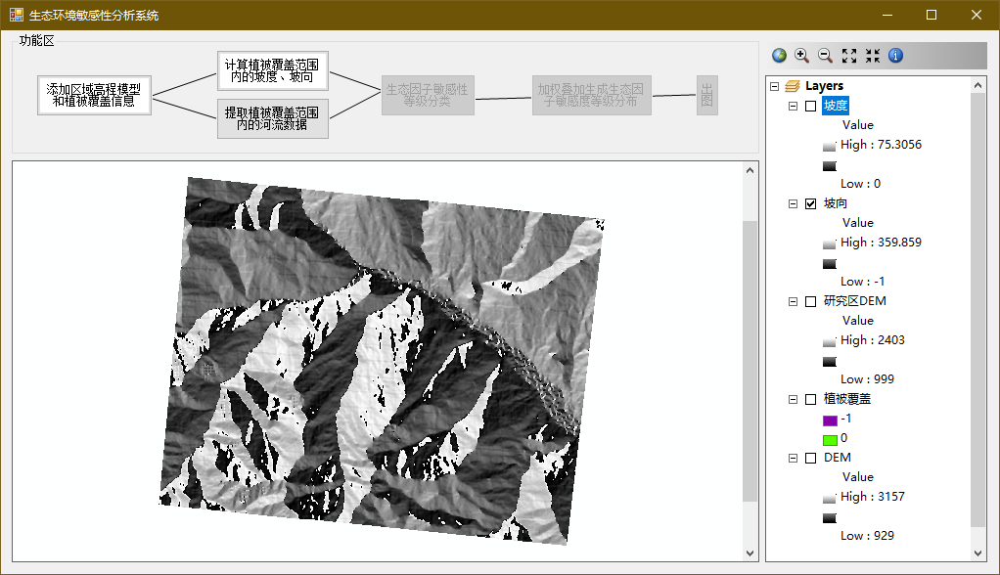 生态环境敏感性分析系统
功能区
添加区域高程模型
和植被覆盖信息
计算植被覆盖范围
内的坡度、坡向
提取植被覆盖范围
内的河流数据
生态因子敏感性
等级分类
加权叠加生成生态因
子敏感度等级分布
出
图
Layers
坡度
Value
High : 75.3056
Low : 0
坡向
Value
High : 359.859
Low : -1
研究区DEM
Value
High : 2403
Low : 999
植被覆盖
-1
0
DEM
Value
High : 3157
Low : 929